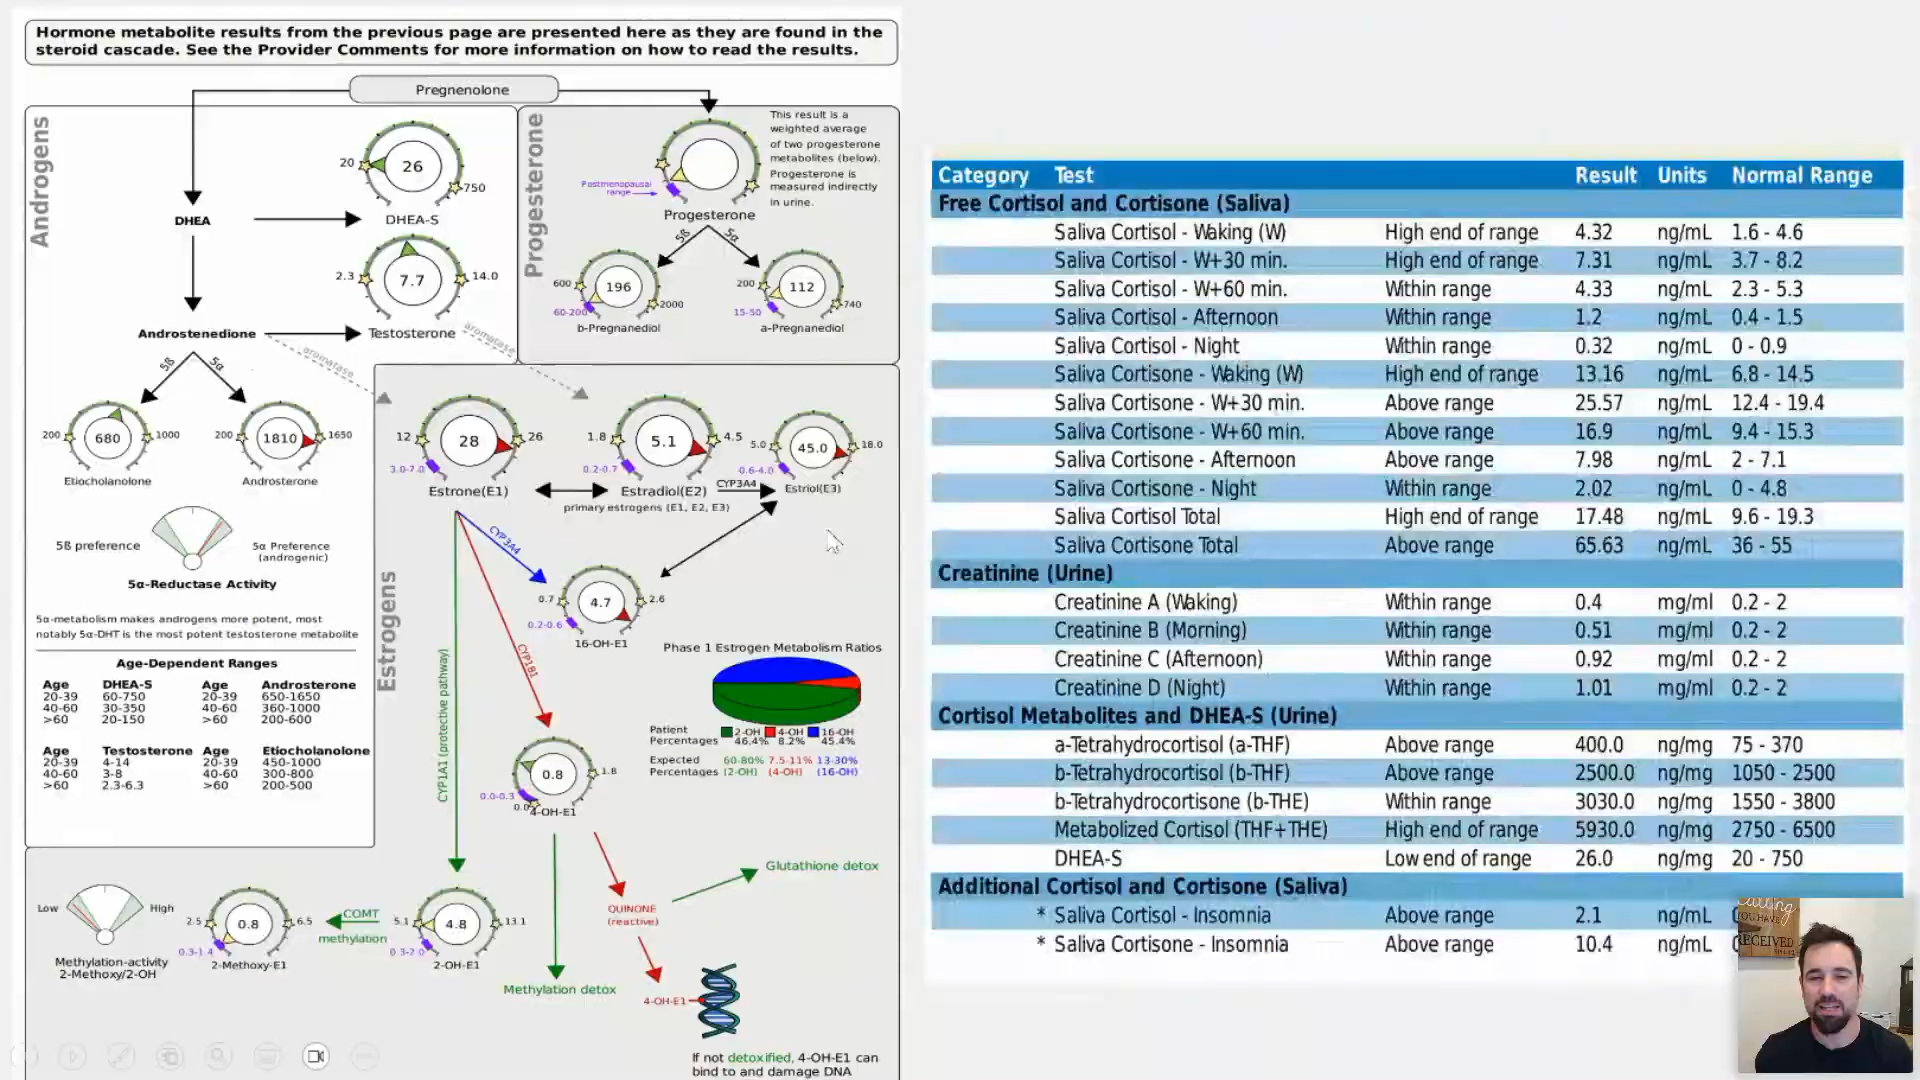 Hormone metabolite results from the previous page are presented here as they are found in the
steroid cascade. See the Provider Comments for more information on how to read the results.
Pregnenolone
Androgens
20
26
750
DHEA-S
DHEA
2.3
7.7
14.0
Testosterone
Androstenedione
aromatase
aromatase
5ß
5α
200
680
1000
Etiocholanolone
200
1810
1650
Androsterone
5ß preference
5α Preference
(androgenic)
5α-Reductase Activity
5α-metabolism makes androgens more potent, most
notably 5α-DHT is the most potent testosterone metabolite
Age-Dependent Ranges
Age DHEA-S Age Androsterone
20-39 60-750 20-39 650-1650
40-60 30-350 40-60 360-1000
>60 20-150 >60 200-600
Age Testosterone Age Etiocholanolone
20-39 4-14 20-39 450-1000
40-60 3-8 40-60 300-800
>60 2.3-6.3 >60 200-500
Progesterone
This result is a
weighted average
of two progesterone
metabolites (below).
Progesterone is
measured indirectly
in urine.
Postmenopausal
range
Progesterone
5ß
5α
600
196
2000
60-200
b-Pregnanediol
200
112
740
15-50
a-Pregnanediol
Estrogens
12
28
26
3.0-7.0
Estrone(E1)
1.8
5.1
4.5
0.2-0.7
Estradiol(E2)
CYP3A4
5.0
45.0
18.0
0.6-4.0
Estriol(E3)
primary estrogens (E1, E2, E3)
CYP3A4
0.7
4.7
2.6
0.2-0.6
16-OH-E1
CYP1B1
CYP1A1 (protective pathway)
Phase 1 Estrogen Metabolism Ratios
Patient 2-OH 4-OH 16-OH
Percentages 46.4% 8.2% 45.4%
Expected 60-80% 7.5-11% 13-30%
Percentages (2-OH) (4-OH) (16-OH)
0.8
1.8
0.0-0.3
0.0
4-OH-E1
Low
High
Methylation-activity
2-Methoxy/2-OH
2.5
0.8
6.5
0.3-1.4
2-Methoxy-E1
COMT
methylation
5.1
4.8
13.1
0.3-2.0
2-OH-E1
Methylation detox
QUINONE
(reactive)
Glutathione detox
4-OH-E1
If not detoxified, 4-OH-E1 can
bind to and damage DNA
Category Test Result Units Normal Range
Free Cortisol and Cortisone (Saliva)
Saliva Cortisol - Waking (W) High end of range 4.32 ng/mL 1.6 - 4.6
Saliva Cortisol - W+30 min. High end of range 7.31 ng/mL 3.7 - 8.2
Saliva Cortisol - W+60 min. Within range 4.33 ng/mL 2.3 - 5.3
Saliva Cortisol - Afternoon Within range 1.2 ng/mL 0.4 - 1.5
Saliva Cortisol - Night Within range 0.32 ng/mL 0 - 0.9
Saliva Cortisone - Waking (W) High end of range 13.16 ng/mL 6.8 - 14.5
Saliva Cortisone - W+30 min. Above range 25.57 ng/mL 12.4 - 19.4
Saliva Cortisone - W+60 min. Above range 16.9 ng/mL 9.4 - 15.3
Saliva Cortisone - Afternoon Above range 7.98 ng/mL 2 - 7.1
Saliva Cortisone - Night Within range 2.02 ng/mL 0 - 4.8
Saliva Cortisol Total High end of range 17.48 ng/mL 9.6 - 19.3
Saliva Cortisone Total Above range 65.63 ng/mL 36 - 55
Creatinine (Urine)
Creatinine A (Waking) Within range 0.4 mg/ml 0.2 - 2
Creatinine B (Morning) Within range 0.51 mg/ml 0.2 - 2
Creatinine C (Afternoon) Within range 0.92 mg/ml 0.2 - 2
Creatinine D (Night) Within range 1.01 mg/ml 0.2 - 2
Cortisol Metabolites and DHEA-S (Urine)
a-Tetrahydrocortisol (a-THF) Above range 400.0 ng/mg 75 - 370
b-Tetrahydrocortisol (b-THF) Above range 2500.0 ng/mg 1050 - 2500
b-Tetrahydrocortisone (b-THE) Within range 3030.0 ng/mg 1550 - 3800
Metabolized Cortisol (THF+THE) High end of range 5930.0 ng/mg 2750 - 6500
DHEA-S Low end of range 26.0 ng/mg 20 - 750
Additional Cortisol and Cortisone (Saliva)
* Saliva Cortisol - Insomnia Above range 2.1 ng/mL
* Saliva Cortisone - Insomnia Above range 10.4 ng/mL
calling
YOU HAVE
RECEIVED